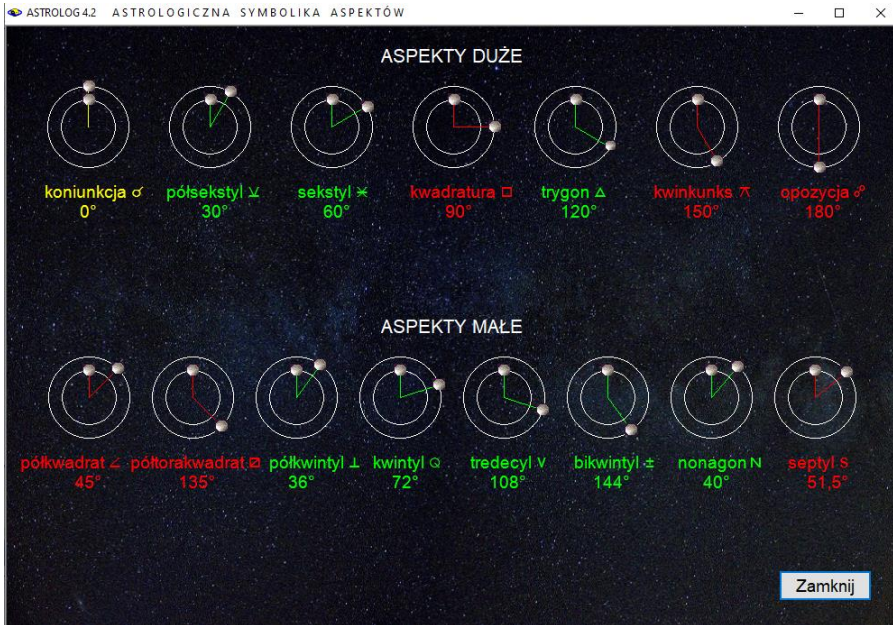 ASTROLOG 4.2 ASTROLOGICZNA SYMBOLIKA ASPEKTÓW
ASPEKTY DUŻE
koniunkcja ☌ półsekstyl ⚺ sekstyl ⚹ kwadratura □ trygon △ kwinkunks ⚻ opozycja ☍
0° 30° 60° 90° 120° 150° 180°
ASPEKTY MAŁE
półkwadrat ∠ półtorakwadrat ⚼ półkwintyl ⊥ kwintyl Q tredecyl V bikwintyl ± nonagon N septyl S
45° 135° 36° 72° 108° 144° 40° 51,5°
Zamknij